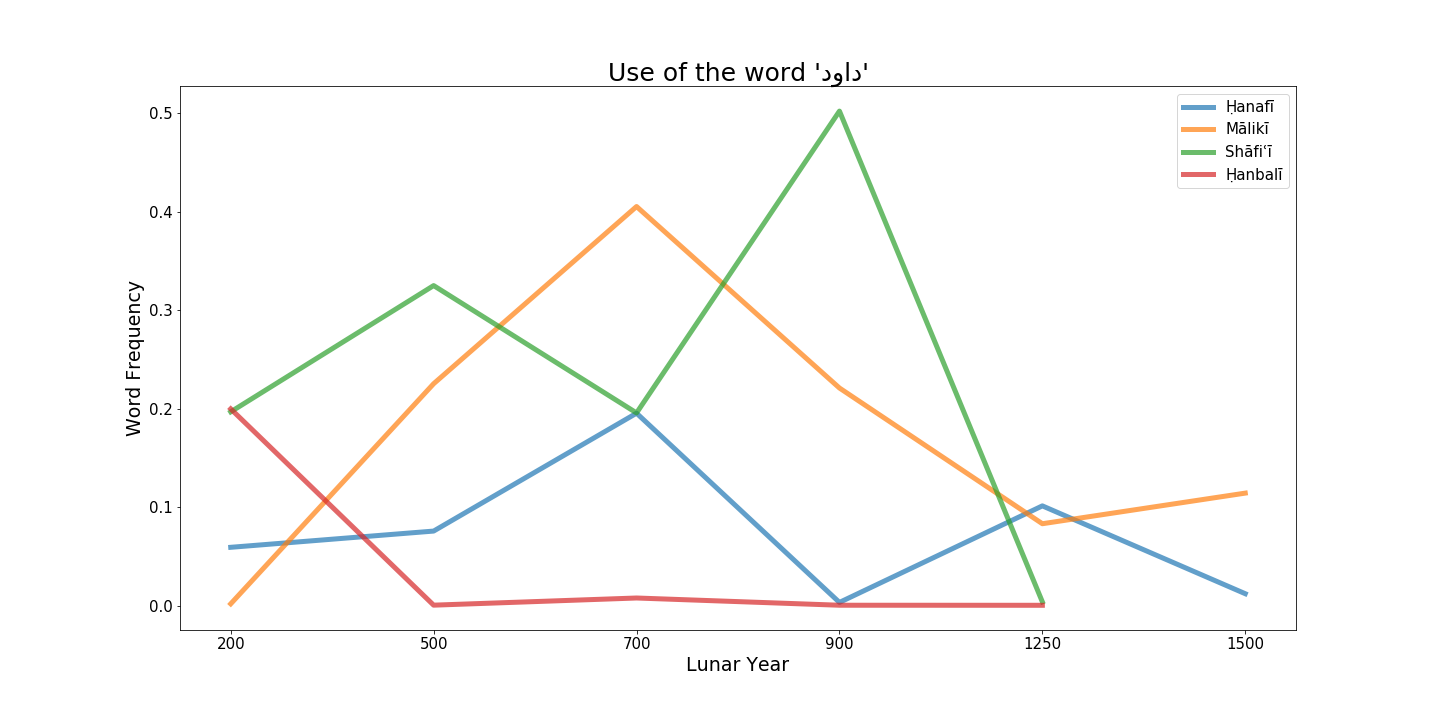 Use of the word 'داود'
Word Frequency
0.5
0.4
0.3
0.2
0.1
0.0
200 500 700 900 1250 1500
Lunar Year
Ḥanafī
Mālikī
Shāfiʿī
Ḥanbalī